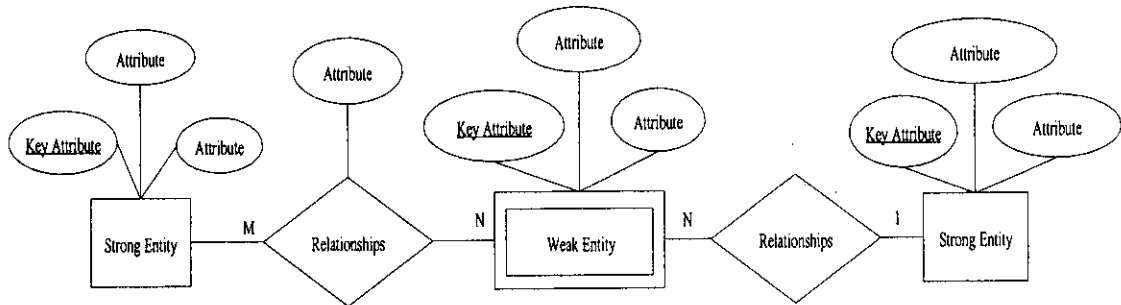 Attribute
Attribute
Attribute
Attribute
Key Attribute
Attribute
Key Attribute
Attribute
Key Attribute
Attribute
Strong Entity
M
Relationships
N
Weak Entity
N
Relationships
1
Strong Entity